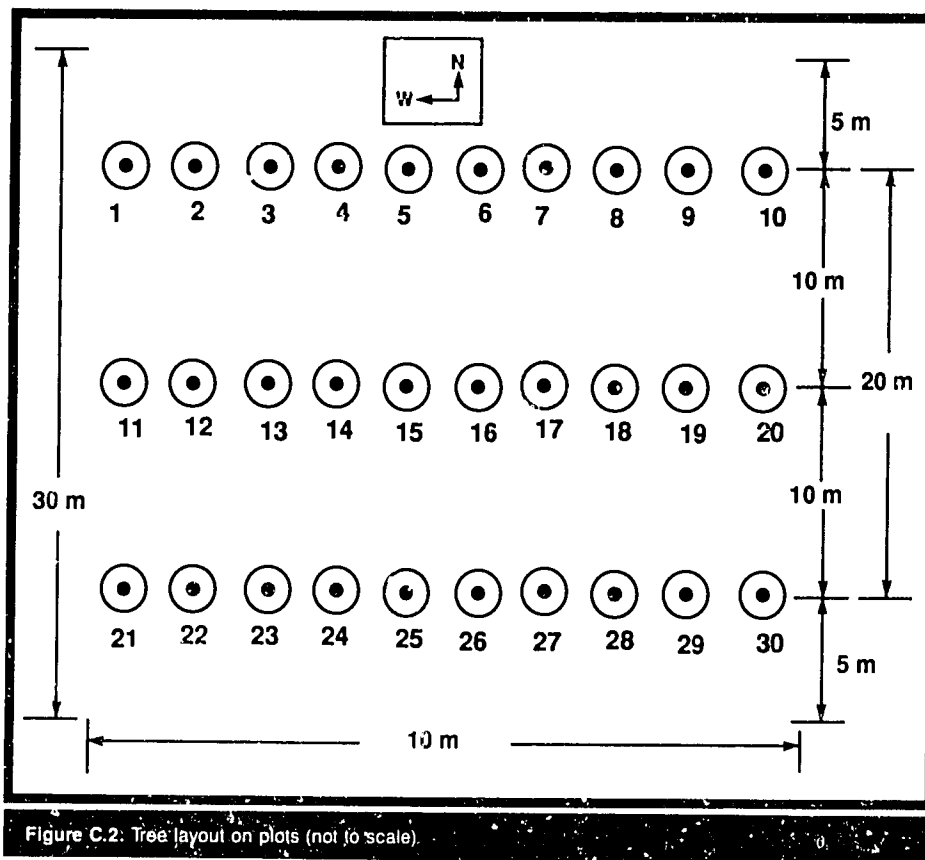 N
W
5 m
1 2 3 4 5 6 7 8 9 10
10 m
11 12 13 14 15 16 17 18 19 20
20 m
30 m
10 m
21 22 23 24 25 26 27 28 29 30
5 m
10 m
Figure C.2: Tree layout on plots (not to scale).